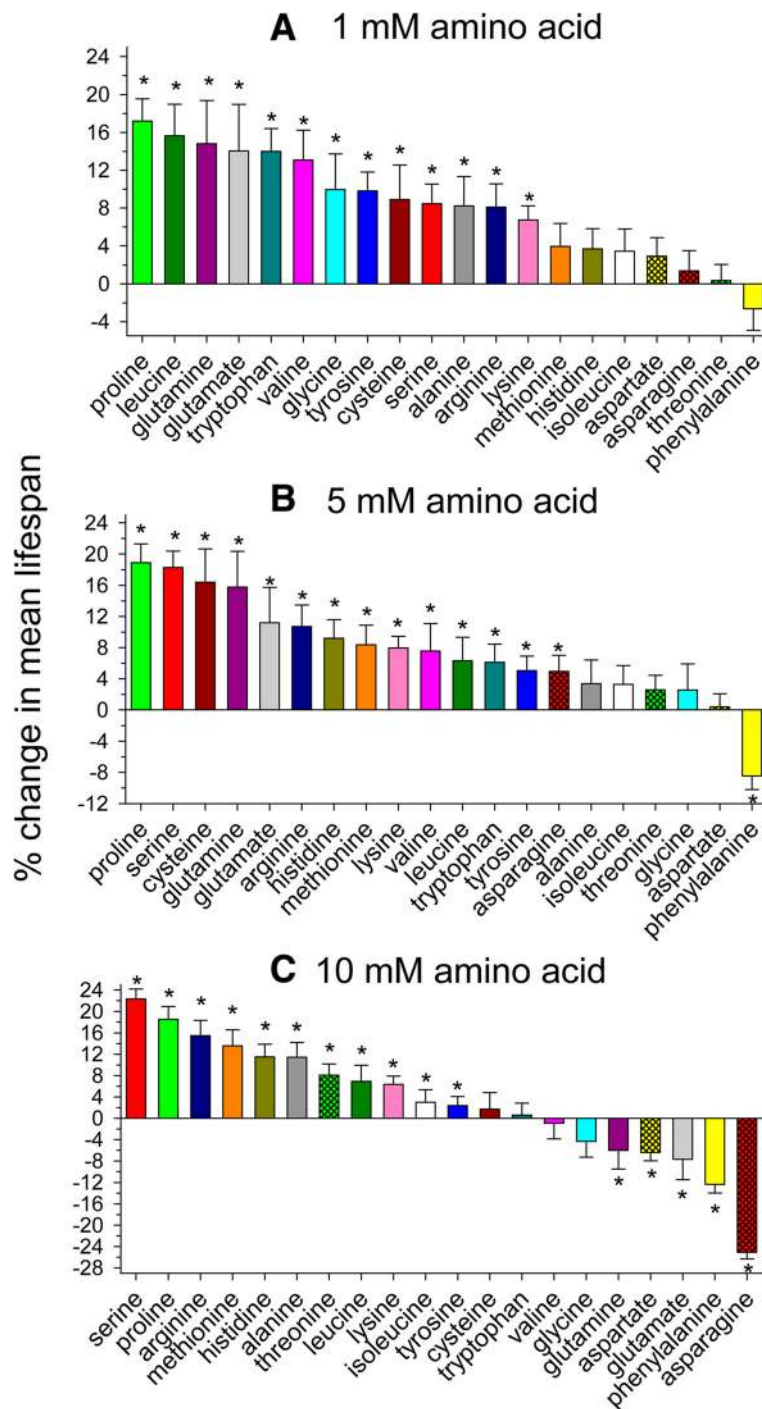 A 1 mM amino acid
24
20
16
12
8
4
0
-4
* * * * * * * * * * * * *
proline
leucine
glutamine
glutamate
tryptophan
valine
glycine
tyrosine
cysteine
serine
alanine
arginine
lysine
methionine
histidine
isoleucine
aspartate
asparagine
threonine
phenylalanine
% change in mean lifespan
B 5 mM amino acid
24
20
16
12
8
4
0
-4
-8
-12
* * * * * * * * * * * * * *
*
proline
serine
cysteine
glutamine
glutamate
arginine
histidine
methionine
lysine
valine
leucine
tryptophan
tyrosine
asparagine
alanine
isoleucine
threonine
glycine
aspartate
phenylalanine
C 10 mM amino acid
24
20
16
12
8
4
0
-4
-8
-12
-16
-20
-24
-28
* * * * * * * * * * *
* * * * *
serine
proline
arginine
methionine
histidine
alanine
threonine
leucine
lysine
isoleucine
tyrosine
cysteine
tryptophan
valine
glycine
glutamine
aspartate
glutamate
phenylalanine
asparagine